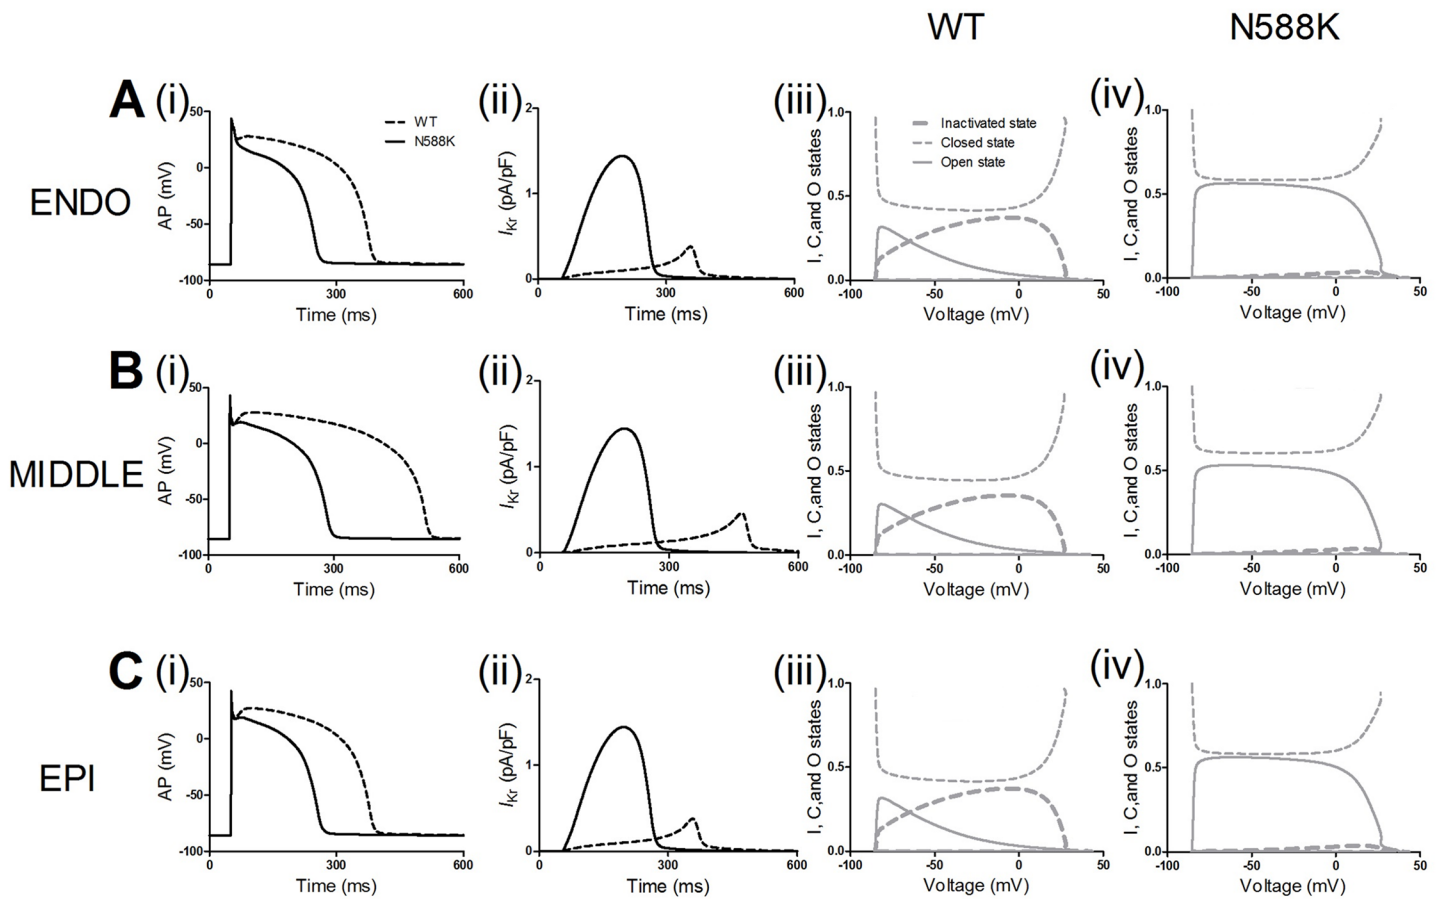 WT
N588K
A
(i)
(ii)
(iii)
(iv)
ENDO
AP (mV)
50
0
-50
-100
0
300
600
Time (ms)
WT
N588K
I_Kr (pA/pF)
2
1
0
0
300
600
Time (ms)
I, C,and O states
1.0
0.5
0.0
-100
-50
0
50
Voltage (mV)
Inactivated state
Closed state
Open state
I, C,and O states
1.0
0.5
0.0
-100
-50
0
50
Voltage (mV)
B
(i)
(ii)
(iii)
(iv)
MIDDLE
AP (mV)
50
0
-50
-100
0
300
600
Time (ms)
I_Kr (pA/pF)
2
1
0
0
300
600
Time (ms)
I, C,and O states
1.0
0.5
0.0
-100
-50
0
50
Voltage (mV)
I, C,and O states
1.0
0.5
0.0
-100
-50
0
50
Voltage (mV)
C
(i)
(ii)
(iii)
(iv)
EPI
AP (mV)
50
0
-50
-100
0
300
600
Time (ms)
I_Kr (pA/pF)
2
1
0
0
300
600
Time (ms)
I, C,and O states
1.0
0.5
0.0
-100
-50
0
50
Voltage (mV)
I, C,and O states
1.0
0.5
0.0
-100
-50
0
50
Voltage (mV)